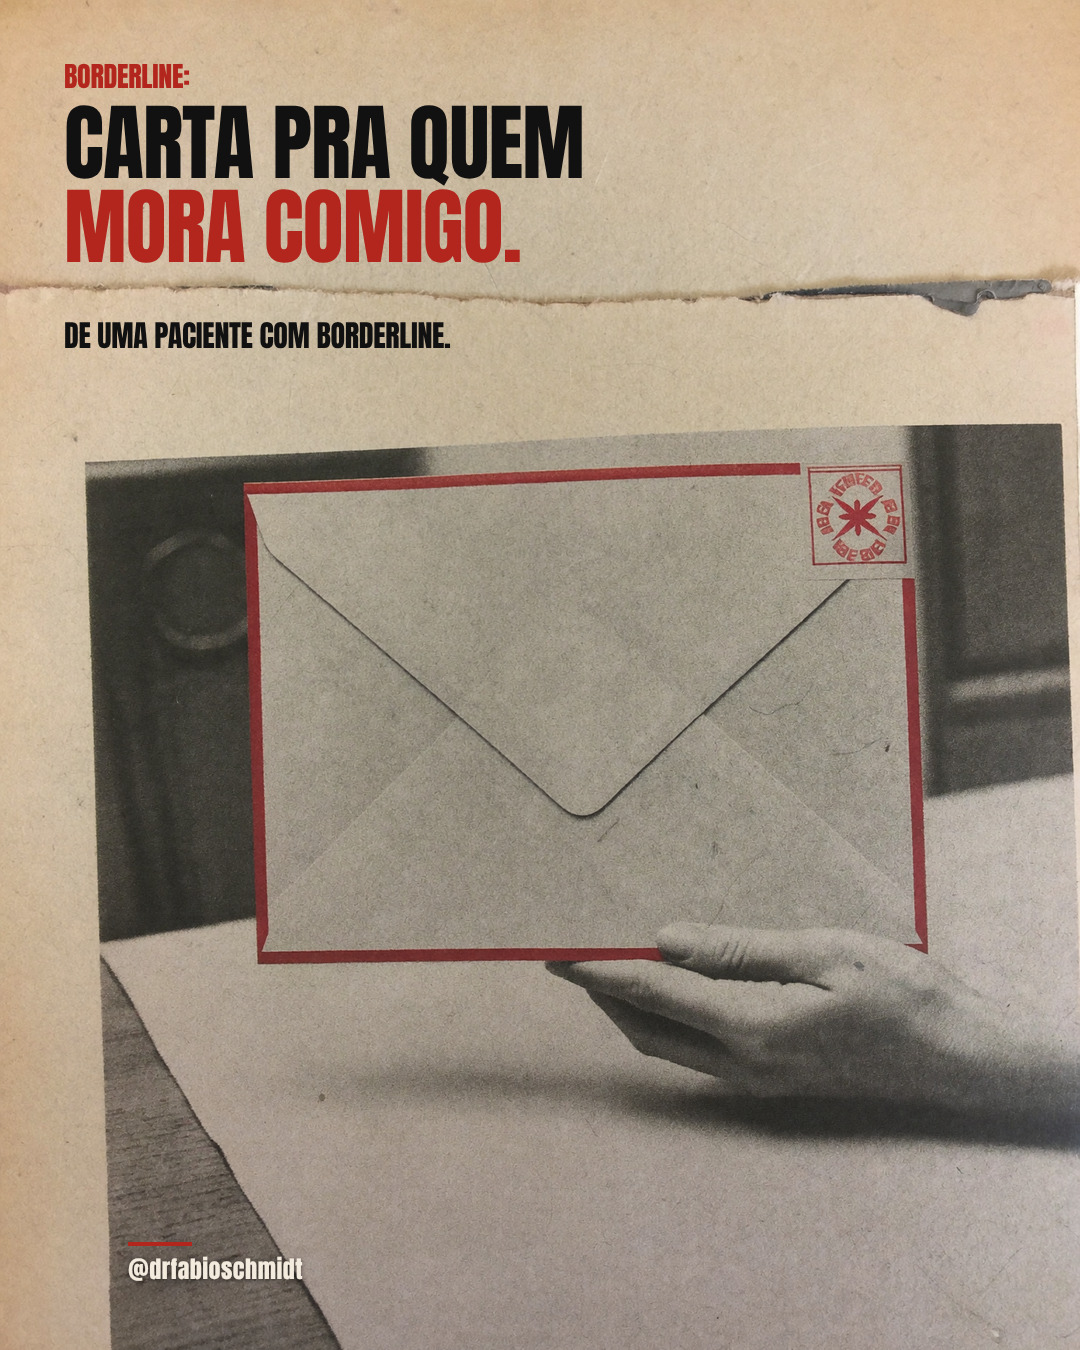 BORDERLINE:
CARTA PRA QUEM
MORA COMIGO.
DE UMA PACIENTE COM BORDERLINE.
@drfabioschmidt